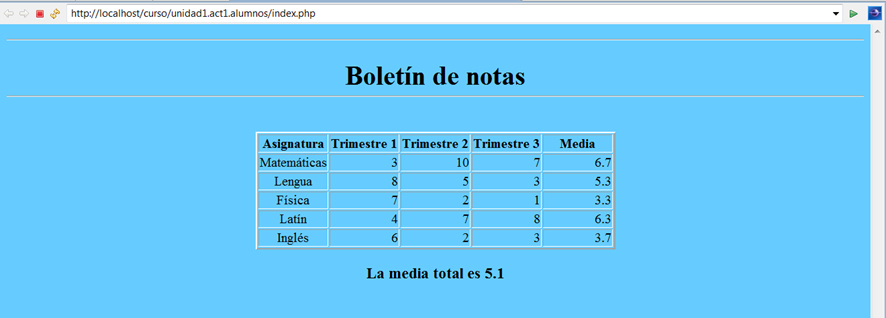 http://localhost/curso/unidad1.act1.alumnos/index.php
Boletín de notas
Asignatura Trimestre 1 Trimestre 2 Trimestre 3 Media
Matemáticas 3 10 7 6.7
Lengua 8 5 3 5.3
Física 7 2 1 3.3
Latín 4 7 8 6.3
Inglés 6 2 3 3.7
La media total es 5.1